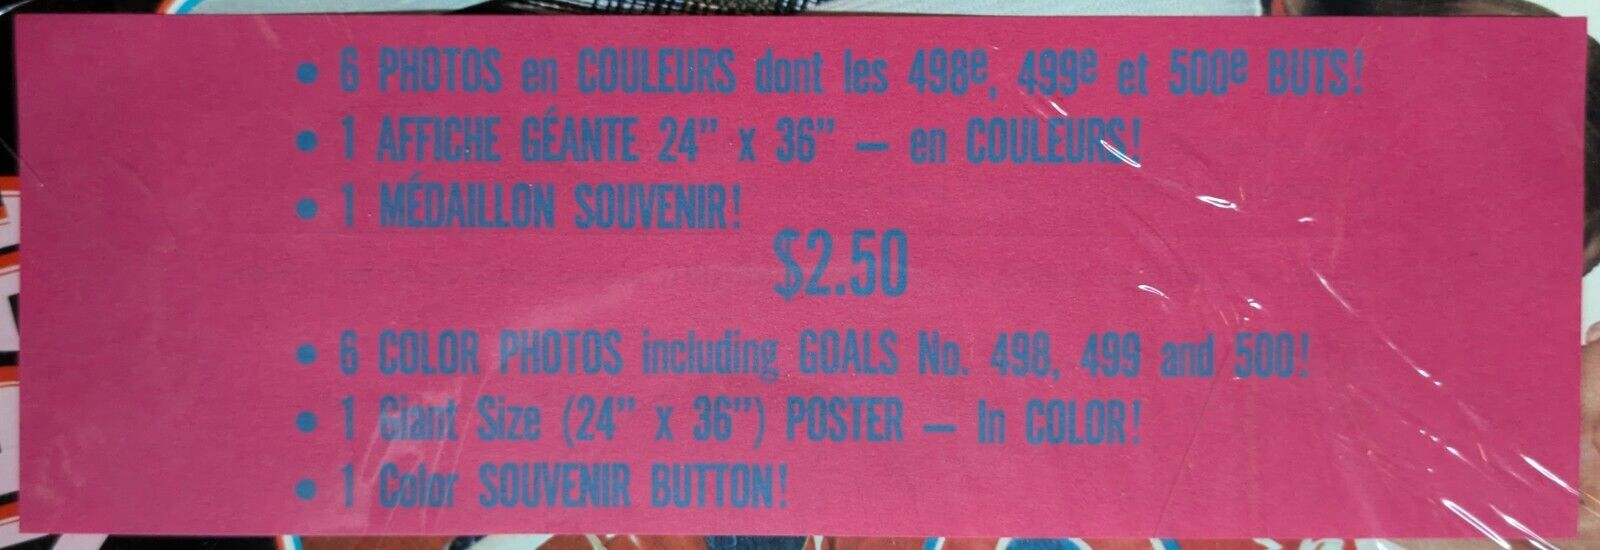 • 6 PHOTOS en COULEURS dont les 498e, 499e et 500e BUTS!
• 1 AFFICHE GÉANTE 24" x 36" — en COULEURS!
• 1 MÉDAILLON SOUVENIR!
$2.50
• 6 COLOR PHOTOS including GOALS No. 498, 499 and 500!
• 1 Giant Size (24" x 36") POSTER — In COLOR!
• 1 Color SOUVENIR BUTTON!